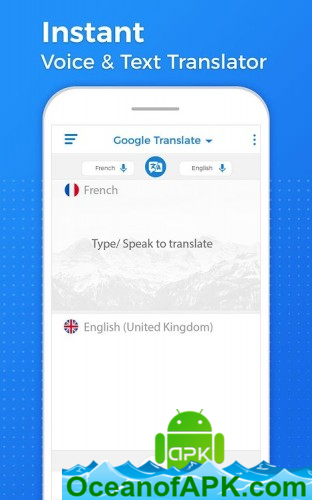 Instant
Voice & Text Translator
Google Translate
French
English
French
Type/ Speak to translate
English (United Kingdom)
APK
OceanofAPK.com